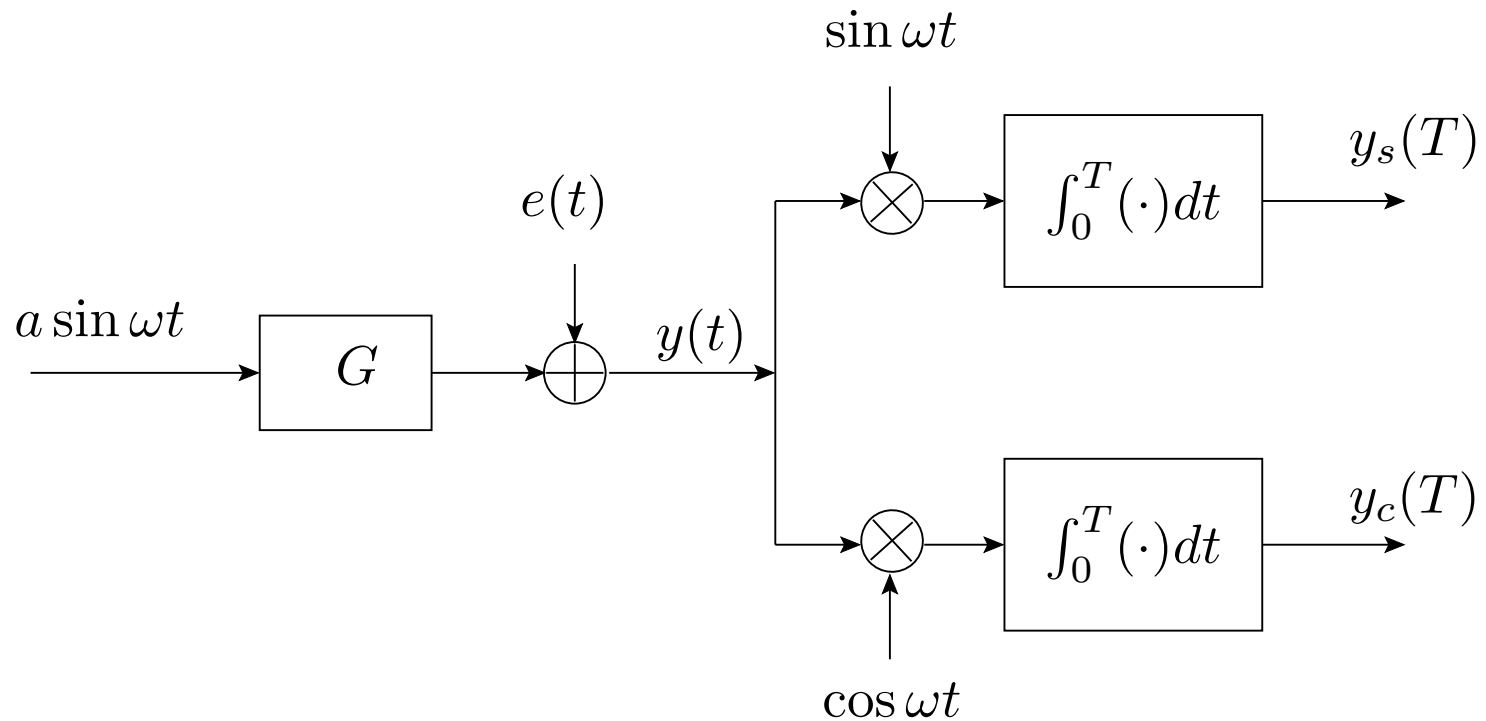 sin ωt
y_s(T)
∫_0^T(·)dt
e(t)
a sin ωt
G
y(t)
y_c(T)
∫_0^T(·)dt
cos ωt